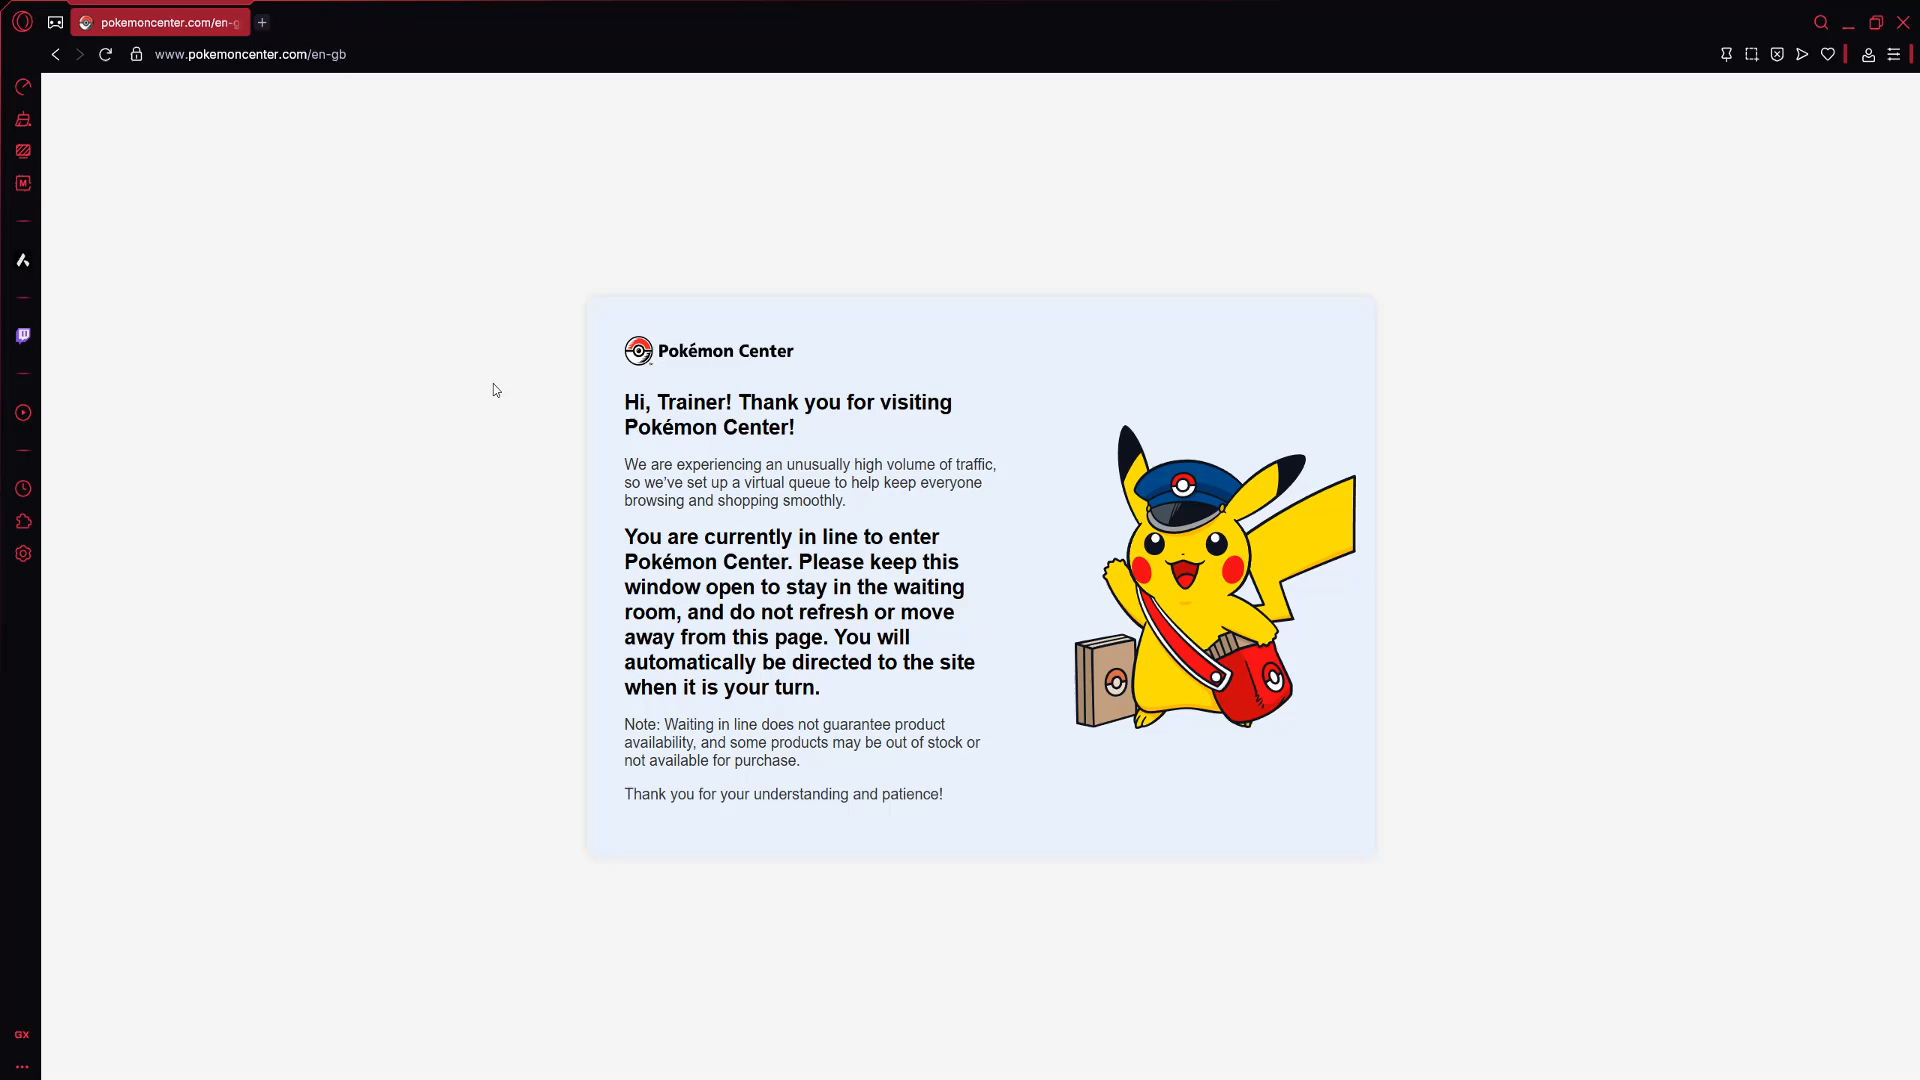 pokemoncenter.com/en-g
www.pokemoncenter.com/en-gb
M
Pokémon Center
Hi, Trainer! Thank you for visiting
Pokémon Center!
We are experiencing an unusually high volume of traffic,
so we’ve set up a virtual queue to help keep everyone
browsing and shopping smoothly.
You are currently in line to enter
Pokémon Center. Please keep this
window open to stay in the waiting
room, and do not refresh or move
away from this page. You will
automatically be directed to the site
when it is your turn.
Note: Waiting in line does not guarantee product
availability, and some products may be out of stock or
not available for purchase.
Thank you for your understanding and patience!
GX